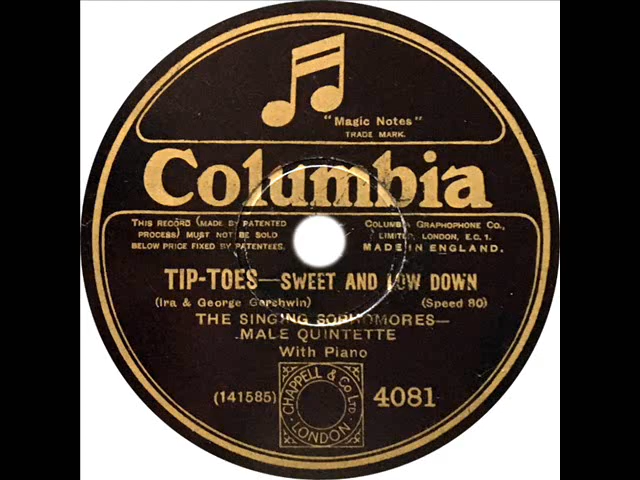 "Magic Notes"
TRADE MARK.
Columbia
THIS RECORD (MADE BY PATENTED
PROCESS) MUST NOT BE SOLD
BELOW PRICE FIXED BY PATENTEES.
COLUMBIA GRAPHOPHONE CO.,
LIMITED, LONDON, E.C. 1.
MADE IN ENGLAND.
TIP-TOES—SWEET AND LOW DOWN
(Ira & George Gershwin) (Speed 80)
THE SINGING SOPHOMORES—
MALE QUINTETTE
With Piano
(141585)
CHAPPELL & Co LTD.
LONDON
4081